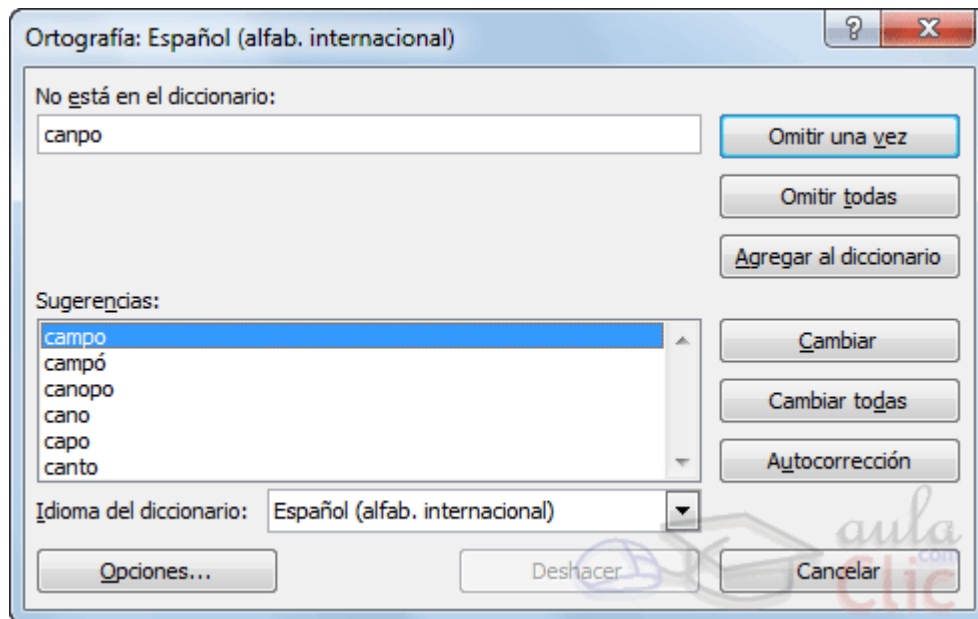 Ortografía: Español (alfab. internacional)
No está en el diccionario:
canpo
Omitir una vez
Omitir todas
Agregar al diccionario
Sugerencias:
campo
campó
canopo
cano
capo
canto
Cambiar
Cambiar todas
Autocorrección
Idioma del diccionario: Español (alfab. internacional)
Opciones... Deshacer Cancelar
aula
.com
Clic